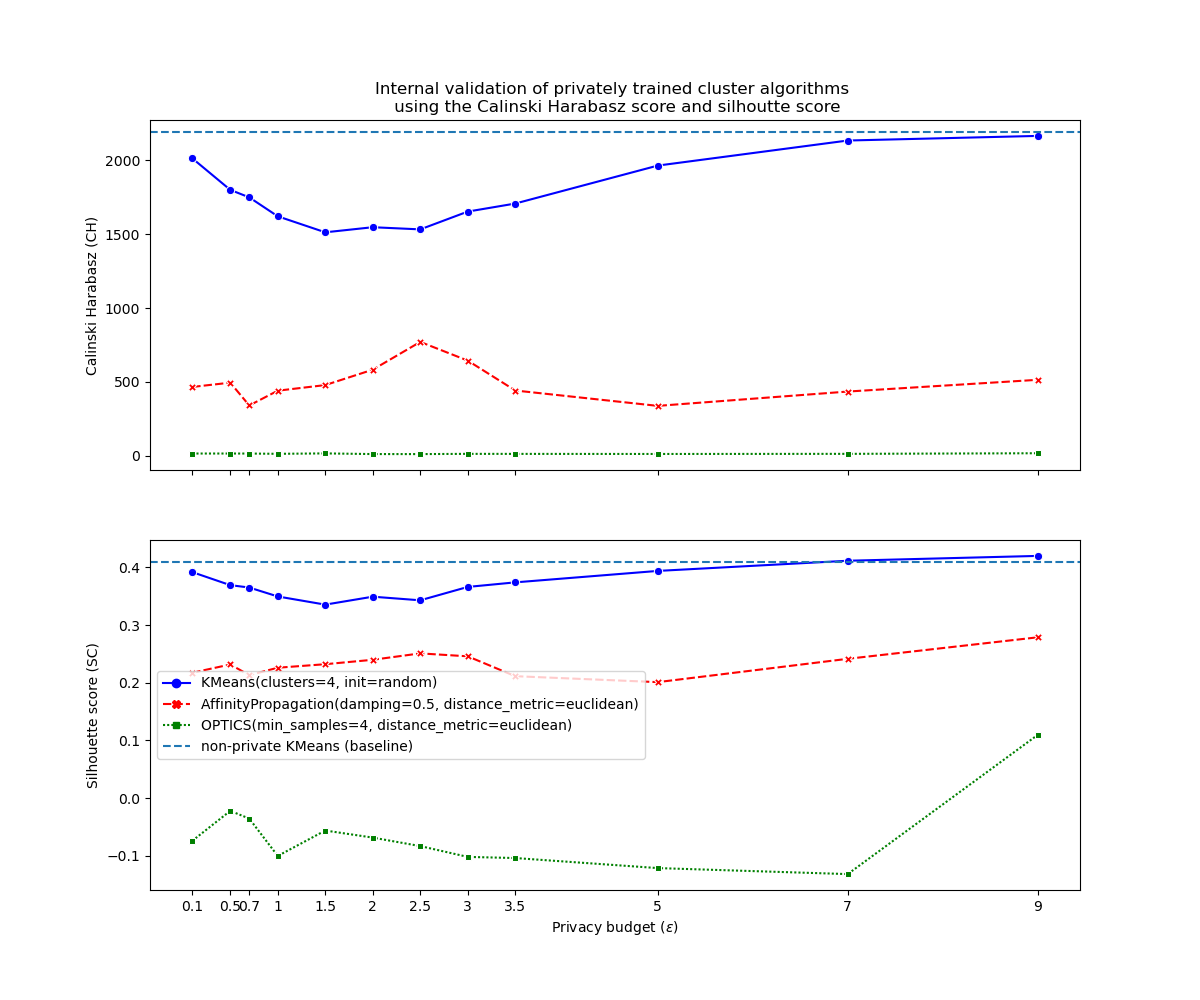 Internal validation of privately trained cluster algorithms
using the Calinski Harabasz score and silhoutte score
Calinski Harabasz (CH)
2000
1500
1000
500
0
Silhouette score (SC)
0.4
0.3
0.2
0.1
0.0
−0.1
KMeans(clusters=4, init=random)
AffinityPropagation(damping=0.5, distance_metric=euclidean)
OPTICS(min_samples=4, distance_metric=euclidean)
non-private KMeans (baseline)
0.1 0.5 0.7 1 1.5 2 2.5 3 3.5 5 7 9
Privacy budget (ε)